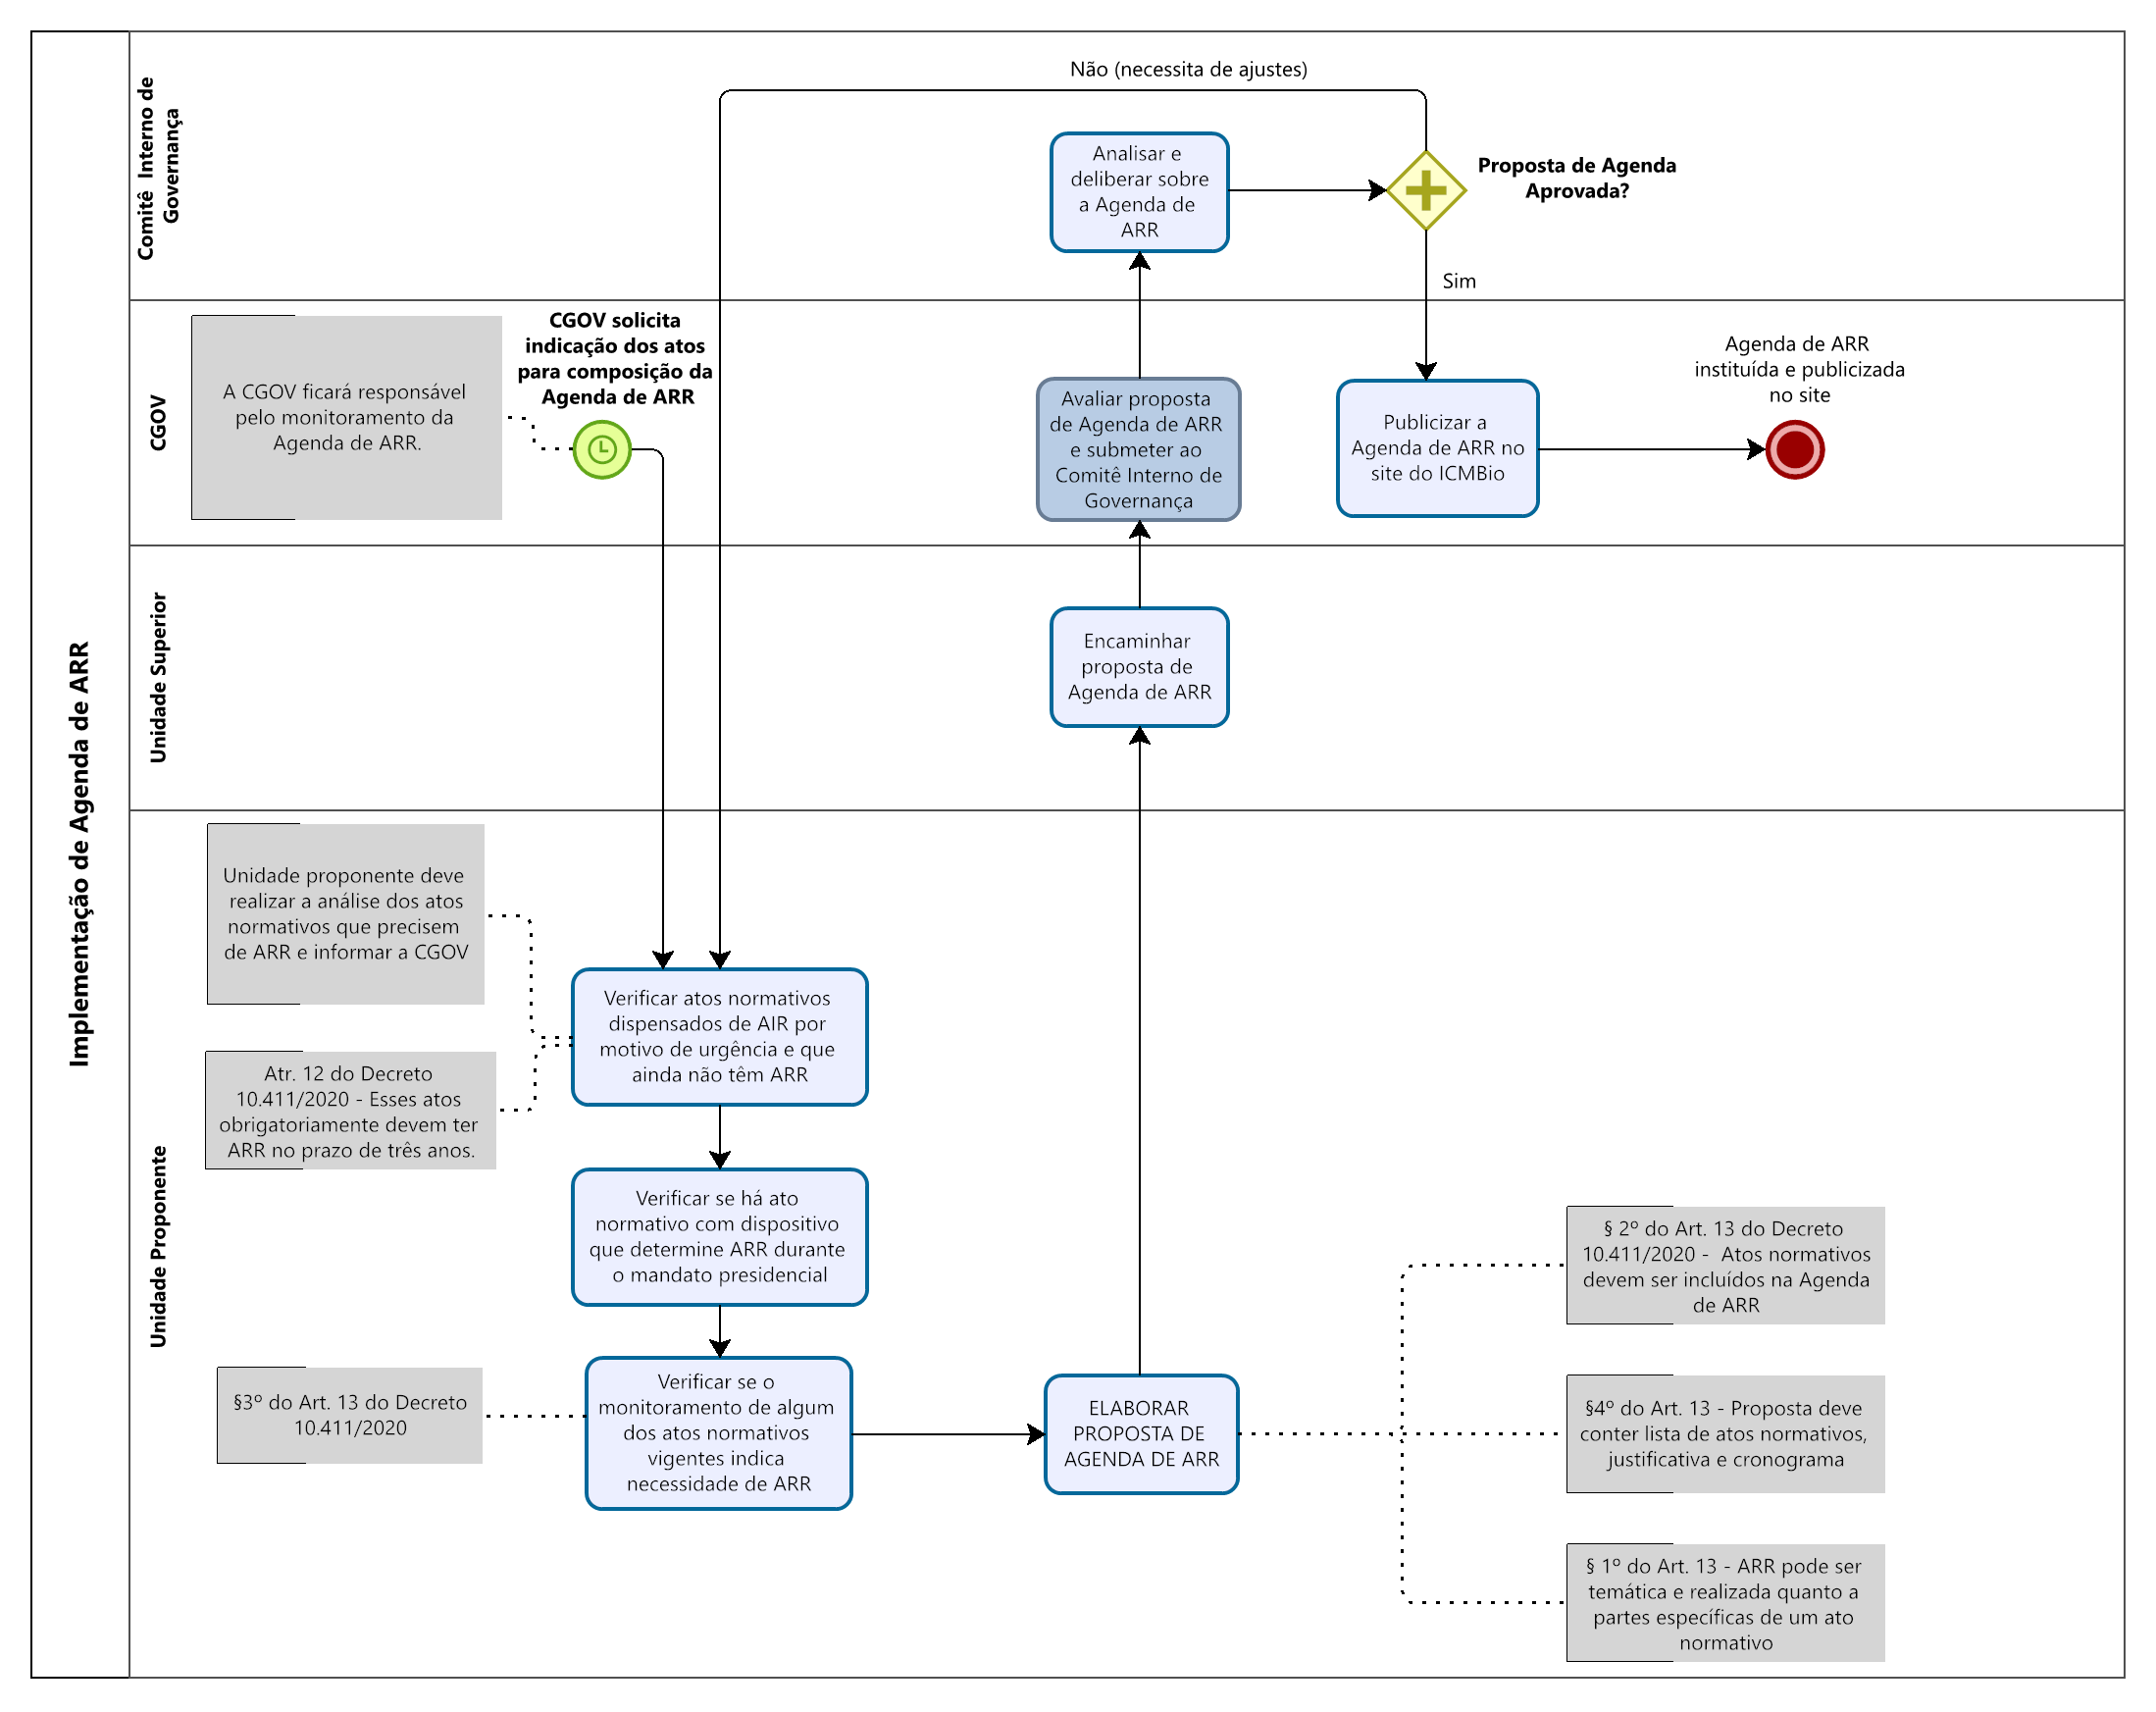 Implementação de Agenda de ARR
Comitê Interno de
Governança
Não (necessita de ajustes)
Analisar e
deliberar sobre
a Agenda de
ARR
Proposta de Agenda
Aprovada?
Sim
CGOV
A CGOV ficará responsável
pelo monitoramento da
Agenda de ARR.
CGOV solicita
indicação dos atos
para composição da
Agenda de ARR
Avaliar proposta
de Agenda de ARR
e submeter ao
Comitê Interno de
Governança
Publicizar a
Agenda de ARR no
site do ICMBio
Agenda de ARR
instituída e publicizada
no site
Unidade Superior
Encaminhar
proposta de
Agenda de ARR
Unidade Proponente
Unidade proponente deve
realizar a análise dos atos
normativos que precisem
de ARR e informar a CGOV
Atr. 12 do Decreto
10.411/2020 - Esses atos
obrigatoriamente devem ter
ARR no prazo de três anos.
Verificar atos normativos
dispensados de AIR por
motivo de urgência e que
ainda não têm ARR
Verificar se há ato
normativo com dispositivo
que determine ARR durante
o mandato presidencial
§3º do Art. 13 do Decreto
10.411/2020
Verificar se o
monitoramento de algum
dos atos normativos
vigentes indica
necessidade de ARR
ELABORAR
PROPOSTA DE
AGENDA DE ARR
§ 2º do Art. 13 do Decreto
10.411/2020 - Atos normativos
devem ser incluídos na Agenda
de ARR
§4º do Art. 13 - Proposta deve
conter lista de atos normativos,
justificativa e cronograma
§ 1º do Art. 13 - ARR pode ser
temática e realizada quanto a
partes específicas de um ato
normativo